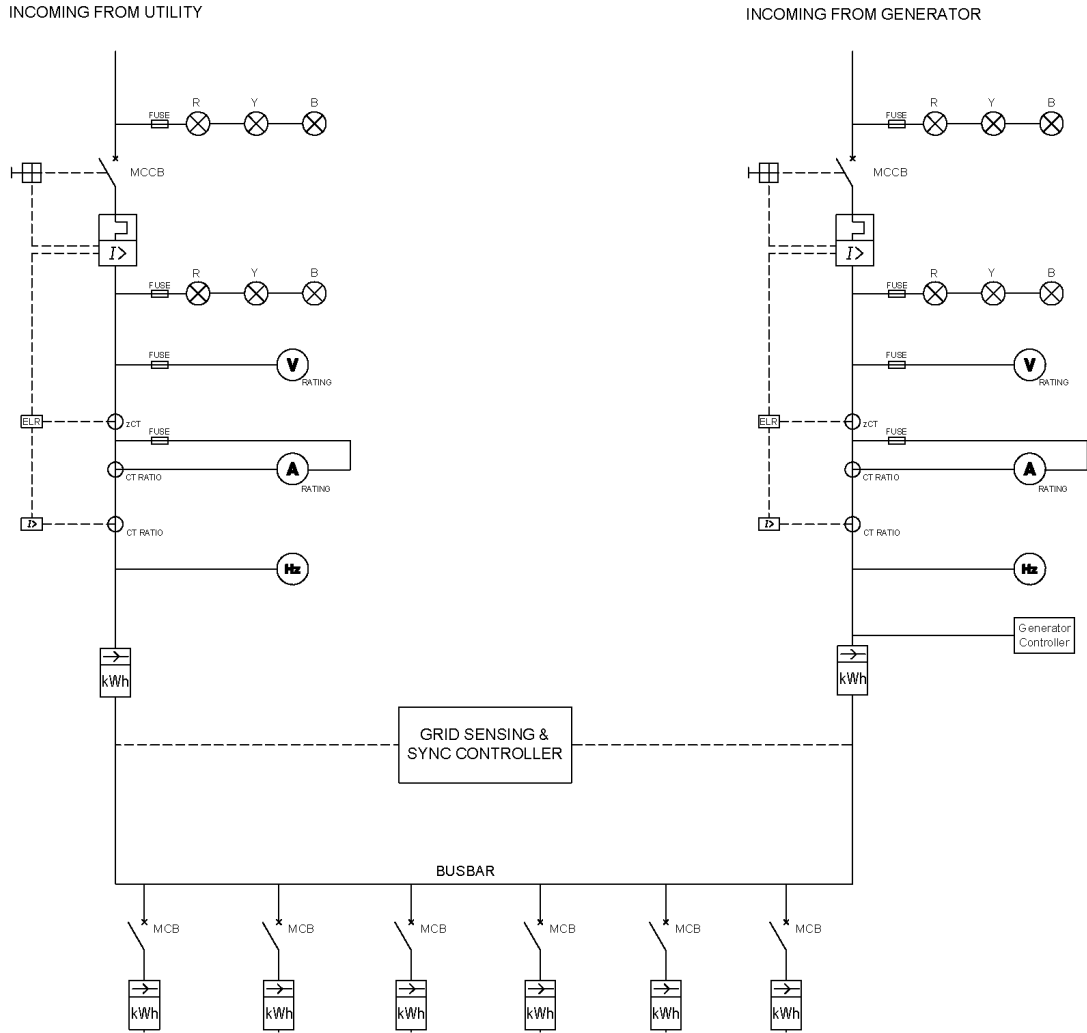 INCOMING FROM UTILITY
INCOMING FROM GENERATOR
R Y B
FUSE
R Y B
FUSE
MCCB
MCCB
I>
I>
R Y B
FUSE
R Y B
FUSE
FUSE
V
RATING
FUSE
V
RATING
ELR
zCT
ELR
zCT
FUSE
FUSE
A
CT RATIO
RATING
A
CT RATIO
RATING
I>
CT RATIO
I>
CT RATIO
Hz
Hz
Generator
Controller
kWh
kWh
GRID SENSING &
SYNC CONTROLLER
BUSBAR
MCB
MCB
MCB
MCB
MCB
MCB
kWh
kWh
kWh
kWh
kWh
kWh